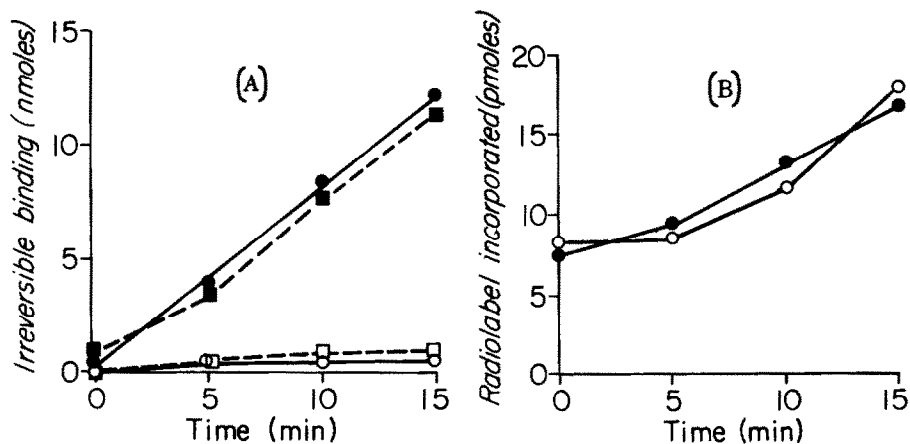 Irreversible binding (nmoles)
15
10
5
0
(A)
0 5 10 15
Time (min)
Radiolabel incorporated (pmoles)
20
15
10
5
0
(B)
0 5 10 15
Time (min)